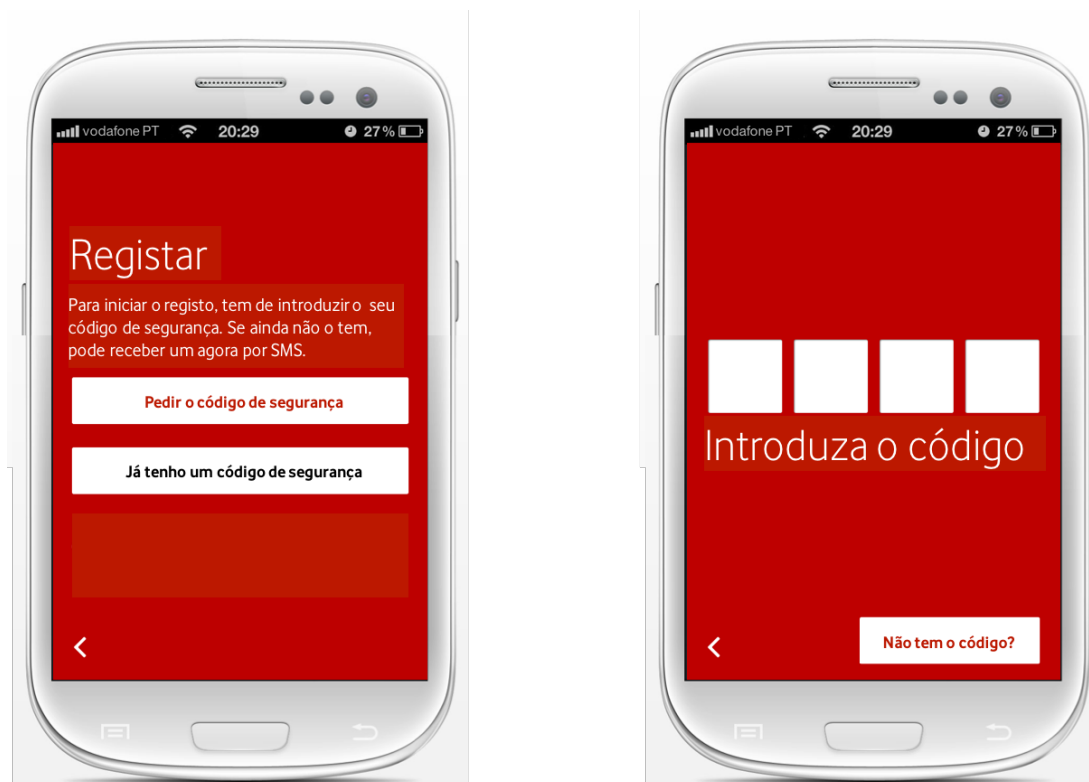 vodafone PT 20:29 27%
Registar
Para iniciar o registo, tem de introduzir o seu
código de segurança. Se ainda não o tem,
pode receber um agora por SMS.
Pedir o código de segurança
Já tenho um código de segurança
vodafone PT 20:29 27%
Introduza o código
Não tem o código?